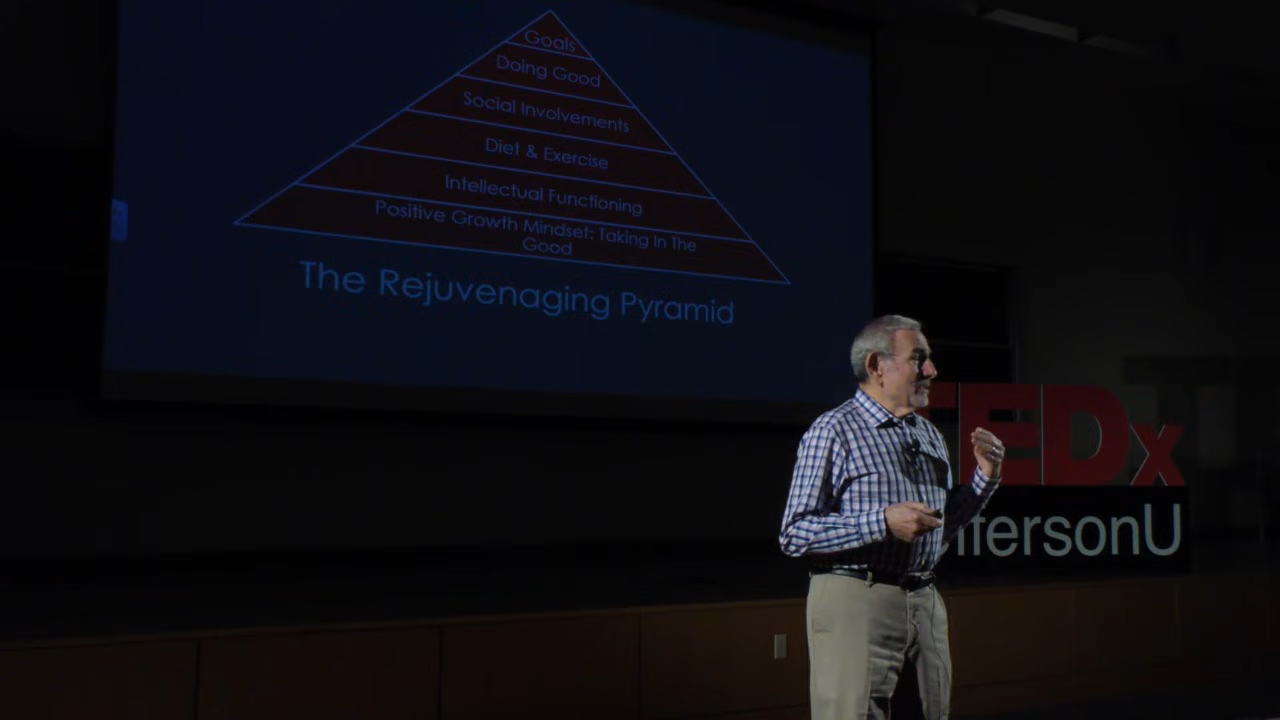 Goals
Doing Good
Social Involvements
Diet & Exercise
Intellectual Functioning
Positive Growth Mindset: Taking In The
Good
The Rejuvenaging Pyramid
TEDx
ffersonU